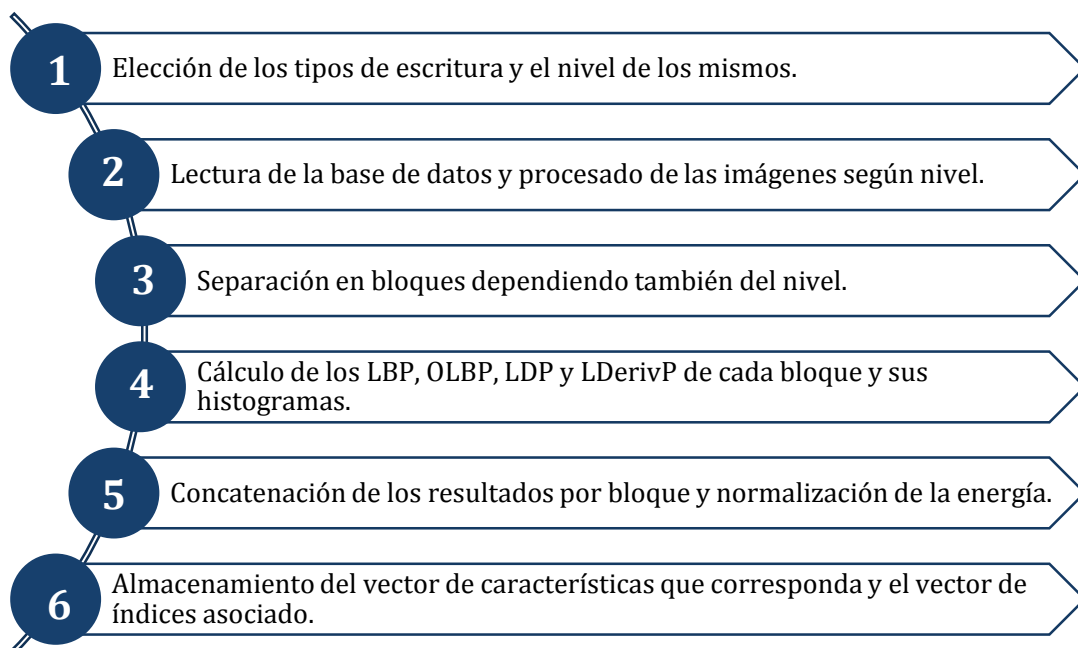 1
Elección de los tipos de escritura y el nivel de los mismos.
2
Lectura de la base de datos y procesado de las imágenes según nivel.
3
Separación en bloques dependiendo también del nivel.
4
Cálculo de los LBP, OLBP, LDP y LDerivP de cada bloque y sus
histogramas.
5
Concatenación de los resultados por bloque y normalización de la energía.
6
Almacenamiento del vector de características que corresponda y el vector de
índices asociado.